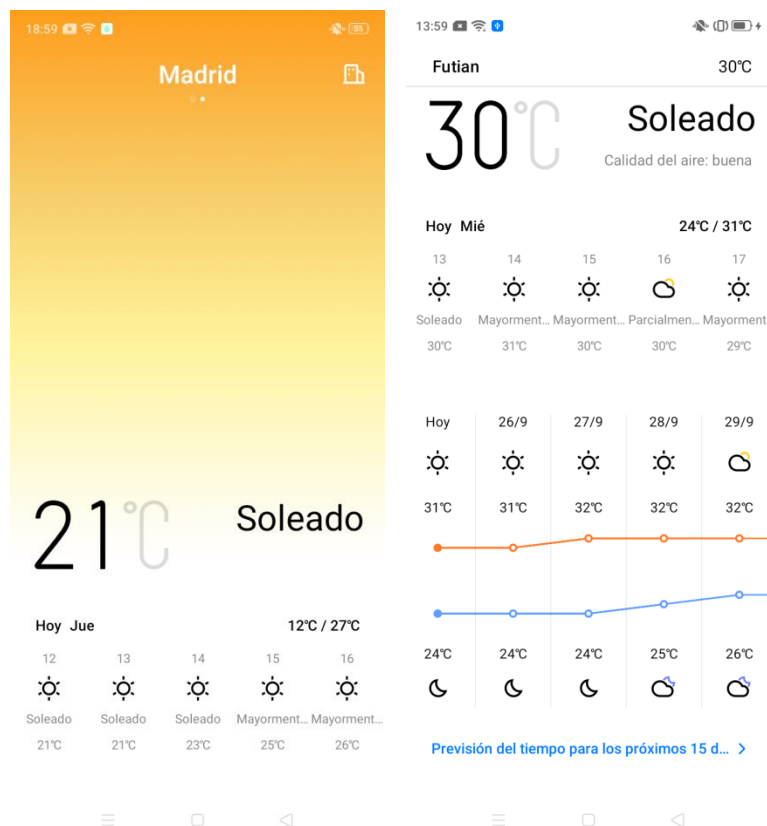 18:59
55
Madrid
21°C
Soleado
Hoy Jue
12°C / 27°C
12 13 14 15 16
Soleado Soleado Soleado Mayorment... Mayorment...
21°C 21°C 23°C 25°C 26°C
13:59
Futian
30°C
30°C
Soleado
Calidad del aire: buena
Hoy Mié
24°C / 31°C
13 14 15 16 17
Soleado Mayorment... Mayorment... Parcialmen... Mayorment
30°C 31°C 30°C 30°C 29°C
Hoy 26/9 27/9 28/9 29/9
31°C 31°C 32°C 32°C 32°C
24°C 24°C 24°C 25°C 26°C
Previsión del tiempo para los próximos 15 d...